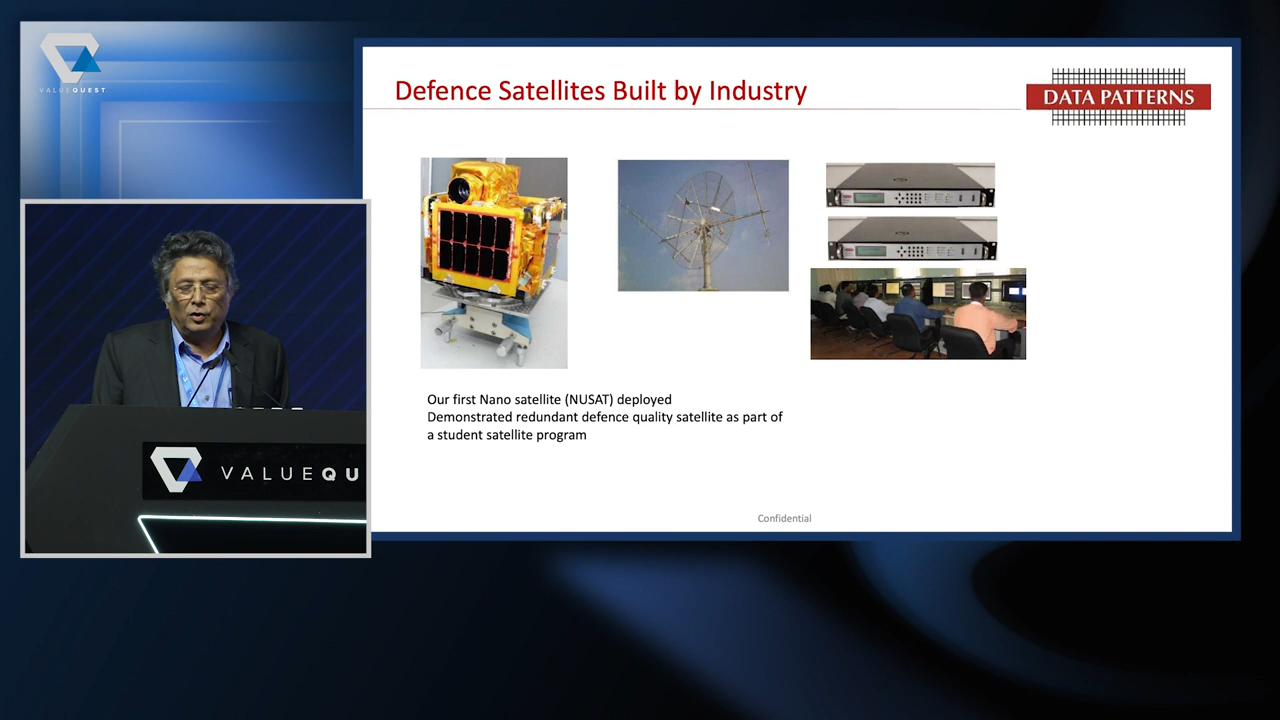 VALUEQUEST
Defence Satellites Built by Industry
DATA PATTERNS
Our first Nano satellite (NUSAT) deployed
Demonstrated redundant defence quality satellite as part of
a student satellite program
Confidential
VALUEQU